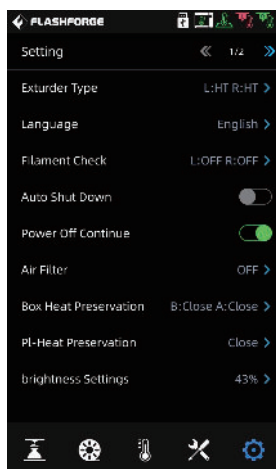 FLASHFORGE
Setting 1/2
Exturder Type L:HT R:HT
Language English
Filament Check L:OFF R:OFF
Auto Shut Down
Power Off Continue
Air Filter OFF
Box Heat Preservation B:Close A:Close
Pl-Heat Preservation Close
brightness Settings 43%